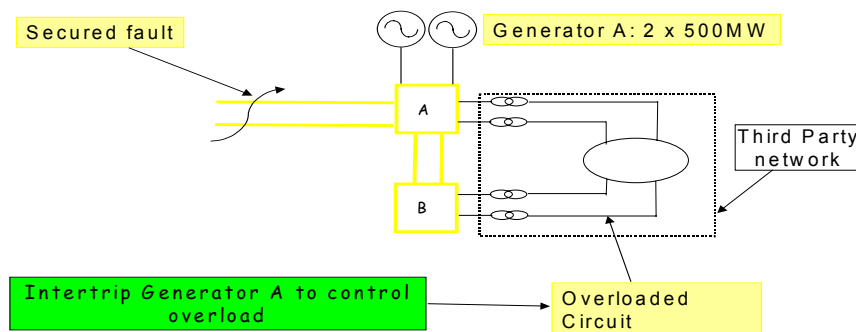 Secured fault
Generator A: 2 x 500MW
A
Third Party
network
B
Intertrip Generator A to control
overload
Overloaded
Circuit